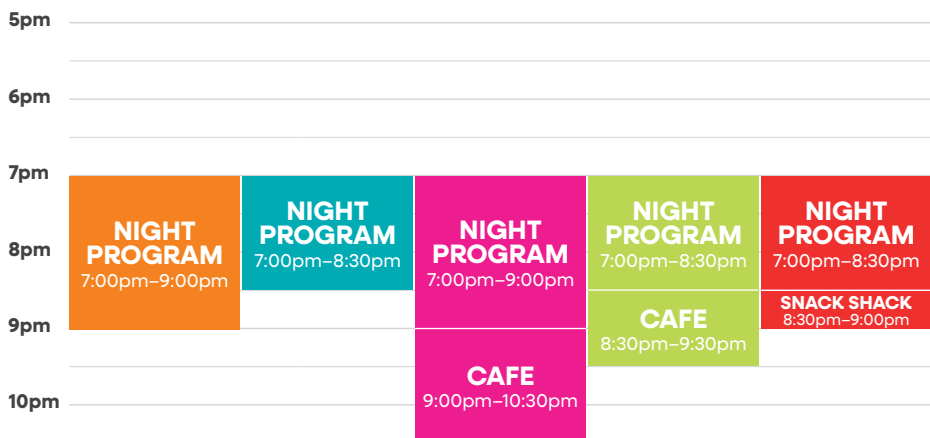 5pm
6pm
7pm
8pm
9pm
10pm
NIGHT
PROGRAM
7:00pm–9:00pm
NIGHT
PROGRAM
7:00pm–8:30pm
NIGHT
PROGRAM
7:00pm–9:00pm
CAFE
9:00pm–10:30pm
NIGHT
PROGRAM
7:00pm–8:30pm
CAFE
8:30pm–9:30pm
NIGHT
PROGRAM
7:00pm–8:30pm
SNACK SHACK
8:30pm–9:00pm